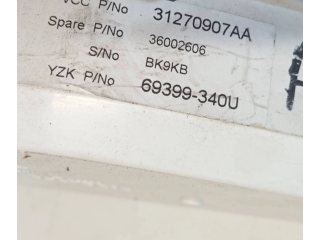 VCC P/No 31270907AA
Spare P/No 36002606
S/No BK9KB
YZK P/No 69399-340U